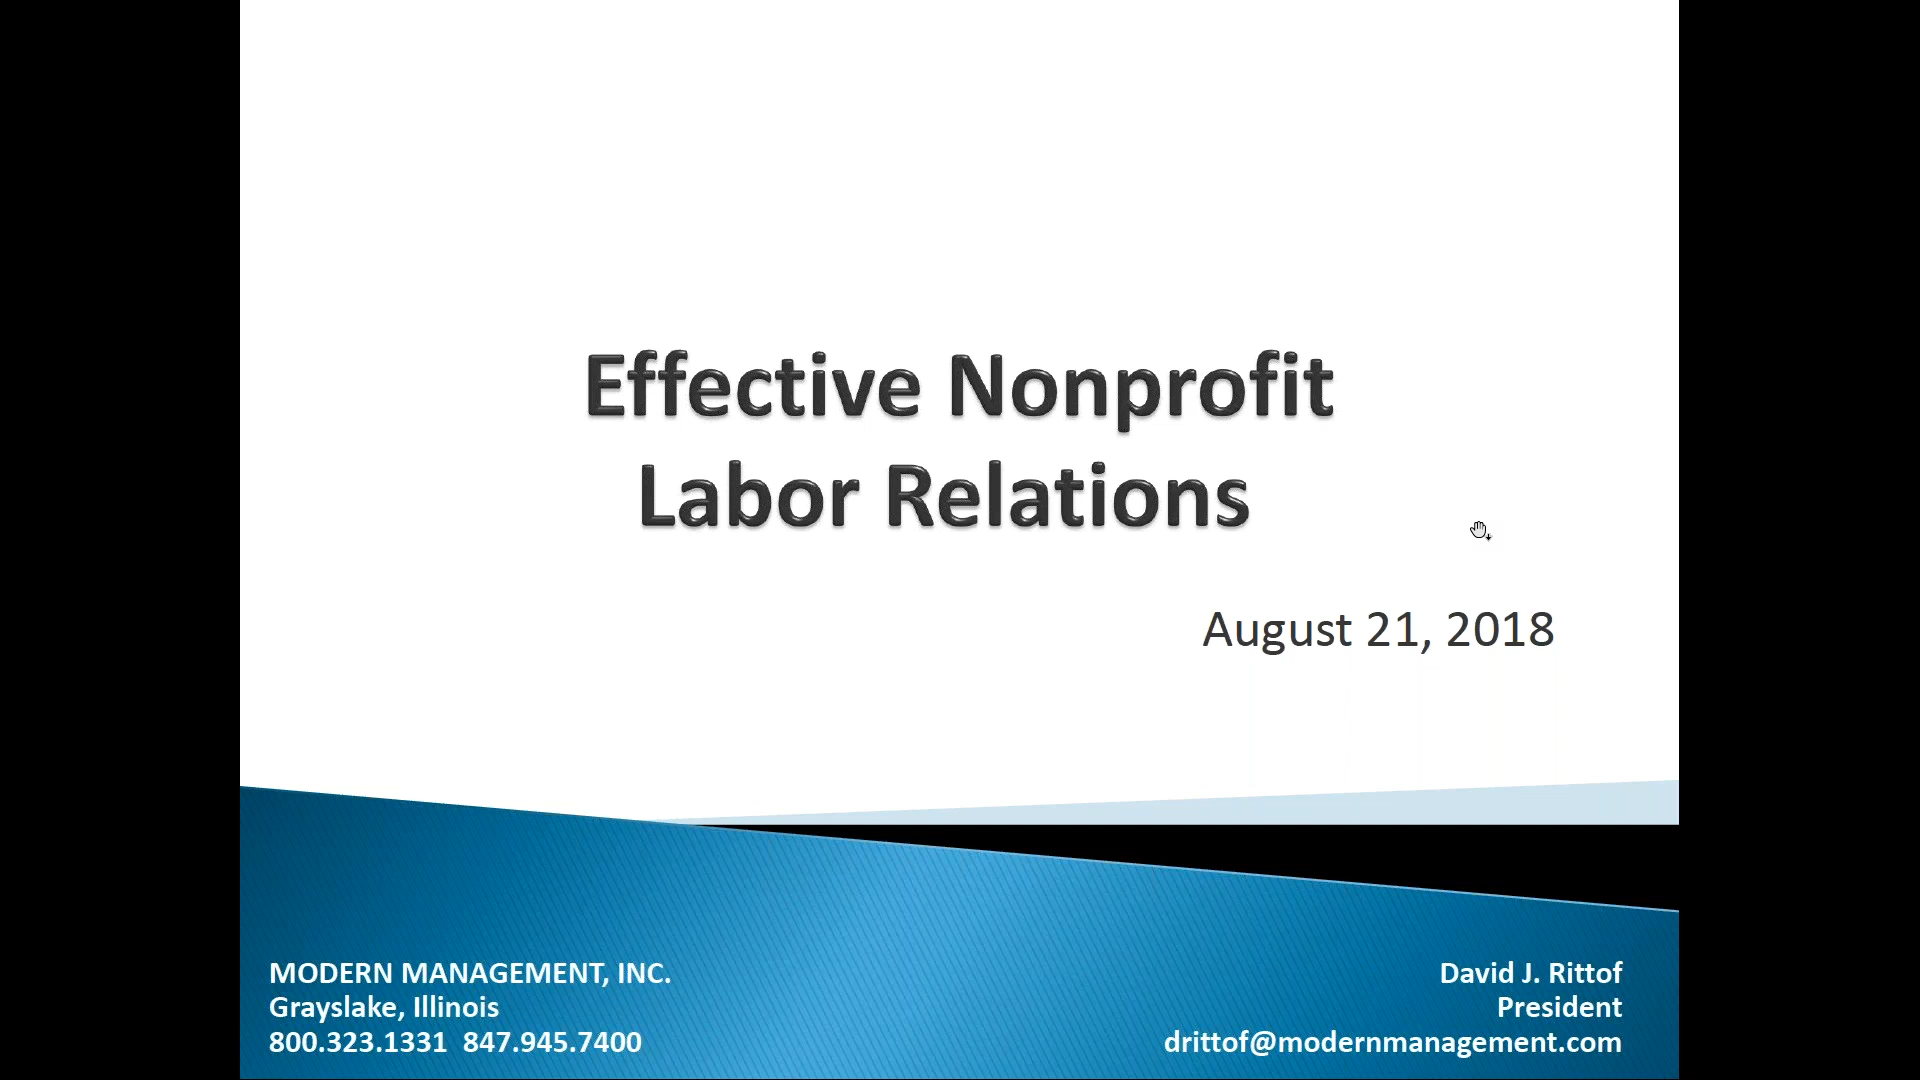 Effective Nonprofit
Labor Relations
August 21, 2018
MODERN MANAGEMENT, INC.
Grayslake, Illinois
800.323.1331 847.945.7400
David J. Rittof
President
drittof@modernmanagement.com